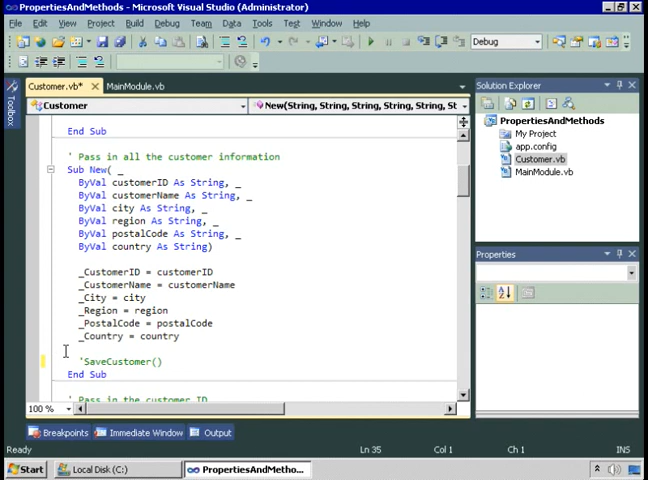 PropertiesAndMethods - Microsoft Visual Studio (Administrator)
File Edit View Project Build Debug Team Data Tools Test Window Help
Debug
Customer.vb* MainModule.vb
Customer
New(String, String, String, String, St
End Sub
' Pass in all the customer information
Sub New( _
ByVal customerID As String, _
ByVal customerName As String, _
ByVal city As String, _
ByVal region As String, _
ByVal postalCode As String, _
ByVal country As String)
_CustomerID = customerID
_CustomerName = customerName
_City = city
_Region = region
_PostalCode = postalCode
_Country = country
'SaveCustomer()
End Sub
' Pass in the customer ID
100 %
Toolbox
Solution Explorer
PropertiesAndMethods
My Project
app.config
Customer.vb
MainModule.vb
Properties
Breakpoints Immediate Window Output
Ready Ln 35 Col 1 Ch 1 INS
Start Local Disk (C:) PropertiesAndMetho...